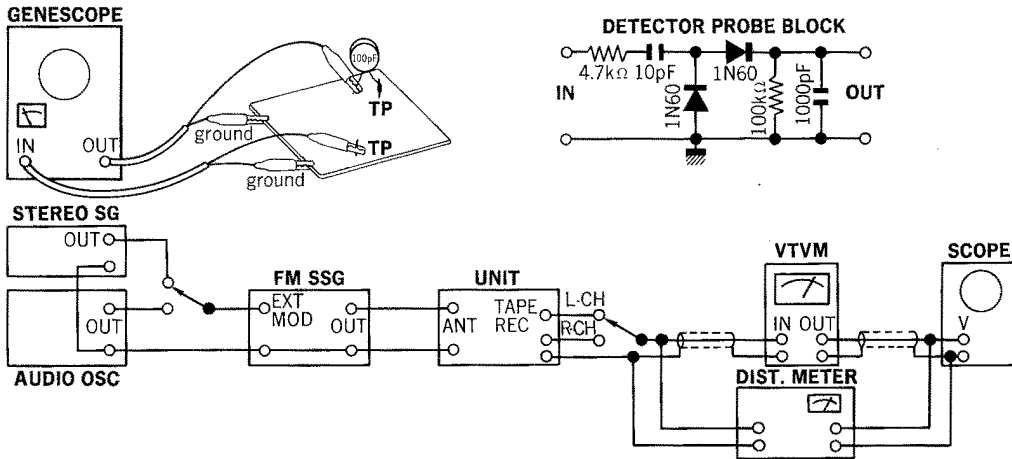 GENESCOPE
100pF
TP
ground
TP
ground
IN OUT
DETECTOR PROBE BLOCK
4.7kΩ 10pF 1N60
IN
1N60
100kΩ
1000pF
OUT
STEREO SG
OUT
OUT
AUDIO OSC
FM SSG
EXT
MOD OUT
UNIT
ANT
TAPE
REC
L-CH
R-CH
VTVM
IN OUT
SCOPE
V
DIST. METER